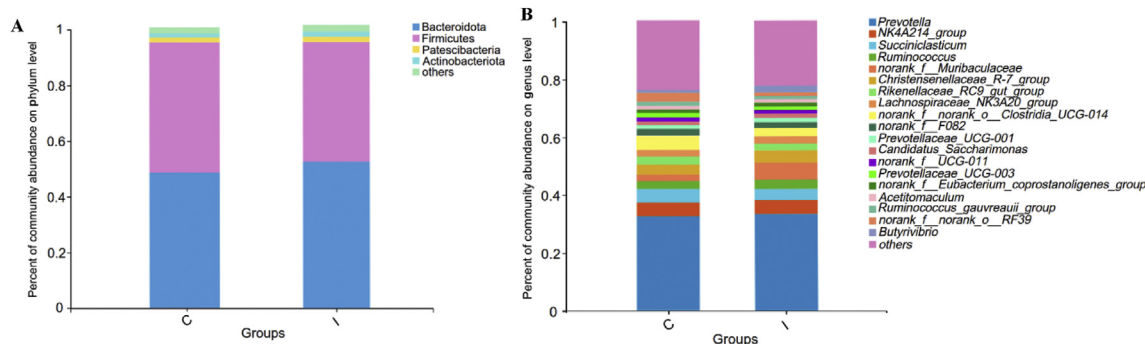 A
Percent of community abundance on phylum level
1
0.8
0.6
0.4
0.2
0
C
I
Groups
Bacteroidota
Firmicutes
Patescibacteria
Actinobacteriota
others
B
Percent of community abundance on genus level
1
0.8
0.6
0.4
0.2
0
C
I
Groups
Prevotella
NK4A214_group
Succiniclasticum
Ruminococcus
norank_f__Muribaculaceae
Christensenellaceae_R-7_group
Rikenellaceae_RC9_gut_group
Lachnospiraceae_NK3A20_group
norank_f__norank_o__Clostridia_UCG-014
norank_f__F082
Prevotellaceae_UCG-001
Candidatus_Saccharimonas
norank_f__UCG-011
Prevotellaceae_UCG-003
norank_f__Eubacterium_coprostanoligenes_group
Acetitomaculum
Ruminococcus_gauvreauii_group
norank_f__norank_o__RF39
Butyrivibrio
others